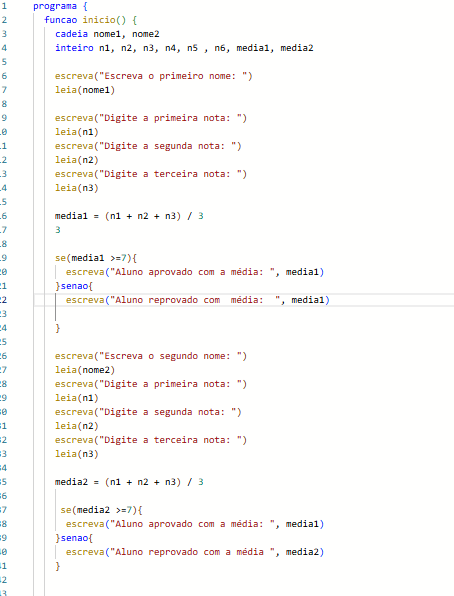 1 programa {
2 funcao inicio() {
3 cadeia nome1, nome2
4 inteiro n1, n2, n3, n4, n5 , n6, media1, media2
5
6 escreva("Escreva o primeiro nome: ")
7 leia(nome1)
8
9 escreva("Digite a primeira nota: ")
10 leia(n1)
11 escreva("Digite a segunda nota: ")
12 leia(n2)
13 escreva("Digite a terceira nota: ")
14 leia(n3)
15
16 media1 = (n1 + n2 + n3) / 3
17 3
18
19 se(media1 >=7){
20 escreva("Aluno aprovado com a média: ", media1)
21 }senao{
22 escreva("Aluno reprovado com  média:  ", media1)
23
24 }
25
26 escreva("Escreva o segundo nome: ")
27 leia(nome2)
28 escreva("Digite a primeira nota: ")
29 leia(n1)
30 escreva("Digite a segunda nota: ")
31 leia(n2)
32 escreva("Digite a terceira nota: ")
33 leia(n3)
34
35 media2 = (n1 + n2 + n3) / 3
36
37 se(media2 >=7){
38 escreva("Aluno aprovado com a média: ", media1)
39 }senao{
40 escreva("Aluno reprovado com a média ", media2)
41 }
42
43